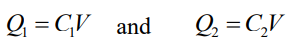 Q₁ = C₁V and Q₂ = C₂V